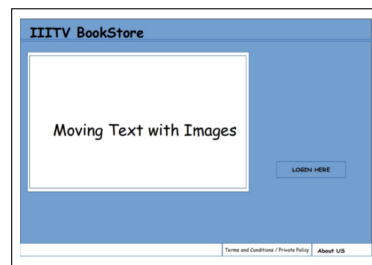 IIITV BookStore
Moving Text with Images
LOGIN HERE
Terms and Conditions / Private Policy
About US